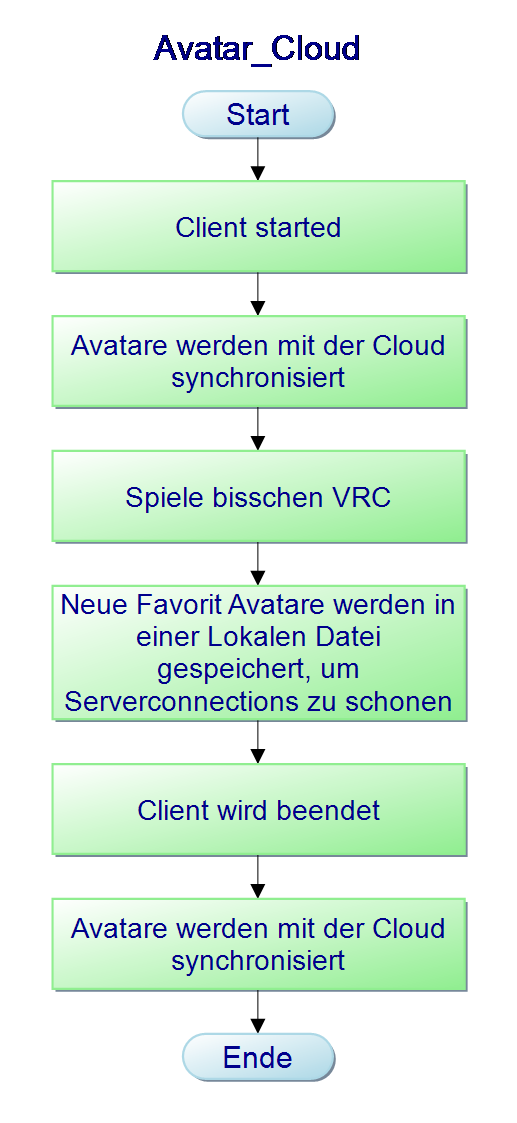 Avatar_Cloud
Start
Client started
Avatare werden mit der Cloud
synchronisiert
Spiele bisschen VRC
Neue Favorit Avatare werden in
einer Lokalen Datei
gespeichert, um
Serverconnections zu schonen
Client wird beendet
Avatare werden mit der Cloud
synchronisiert
Ende